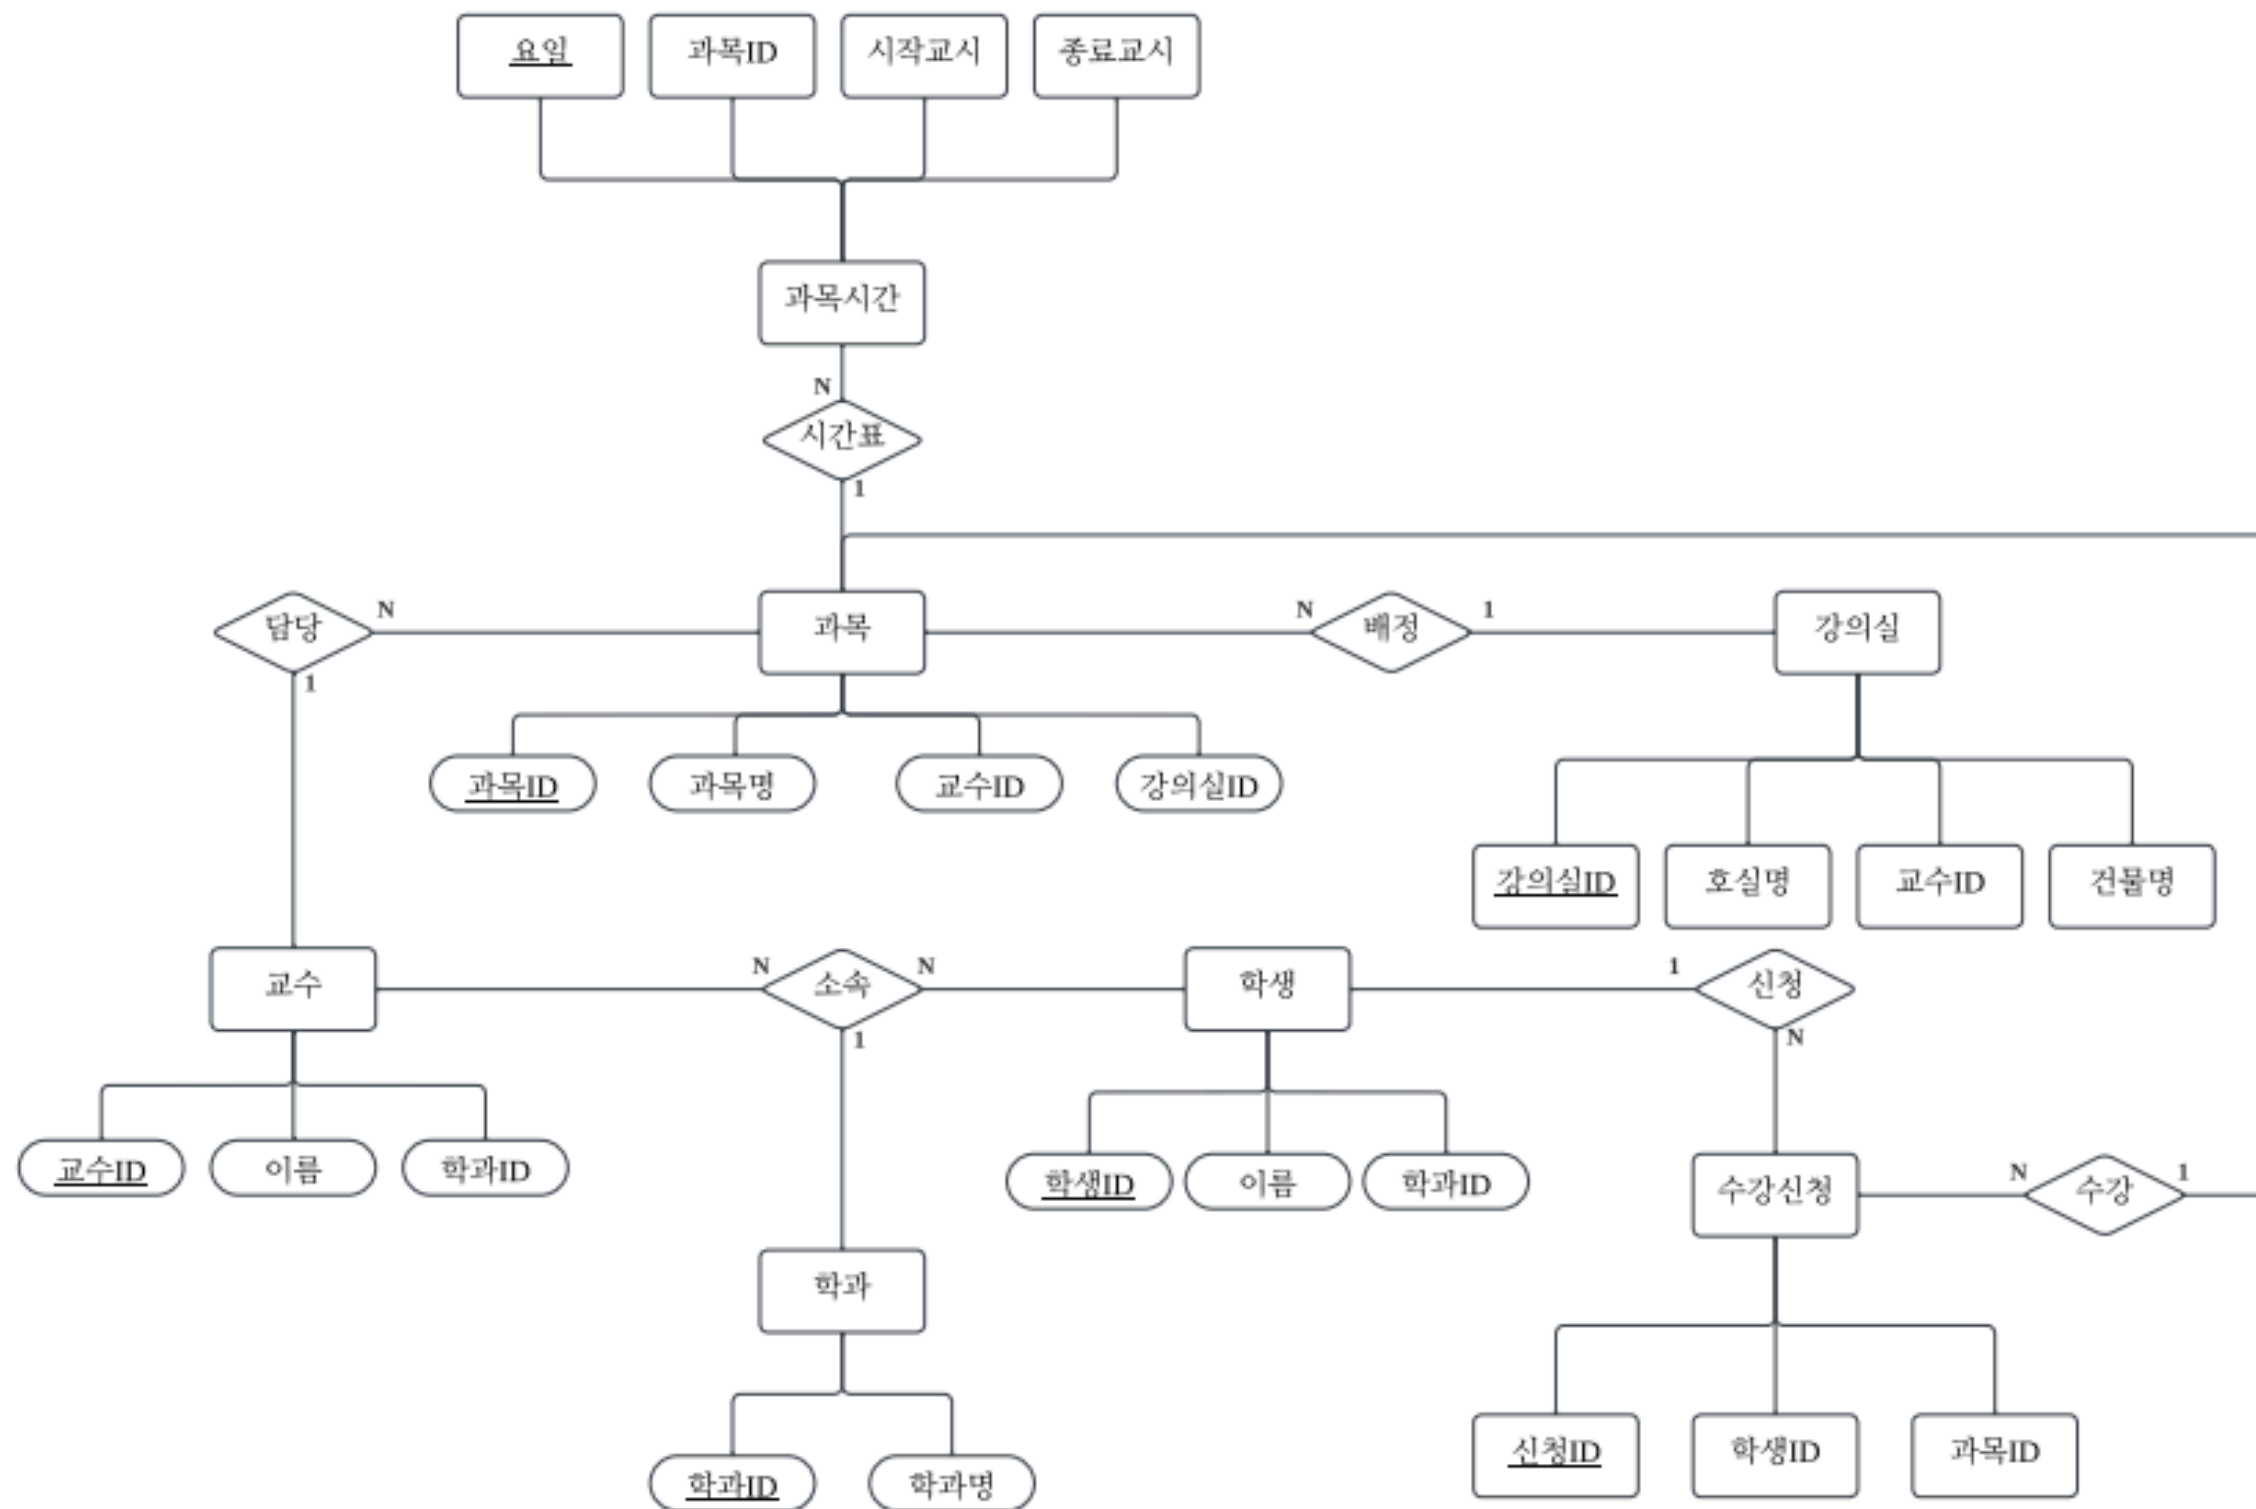 요일 과목ID 시작교시 종료교시
과목시간
N
시간표
1
담당 N 과목 N 배정 1 강의실
1
과목ID 과목명 교수ID 강의실ID
강의실ID 호실명 교수ID 건물명
교수 N 소속 N 학생 1 신청
1 N
교수ID 이름 학과ID 학생ID 이름 학과ID 수강신청 N 수강 1
학과
학과ID 학과명 신청ID 학생ID 과목ID